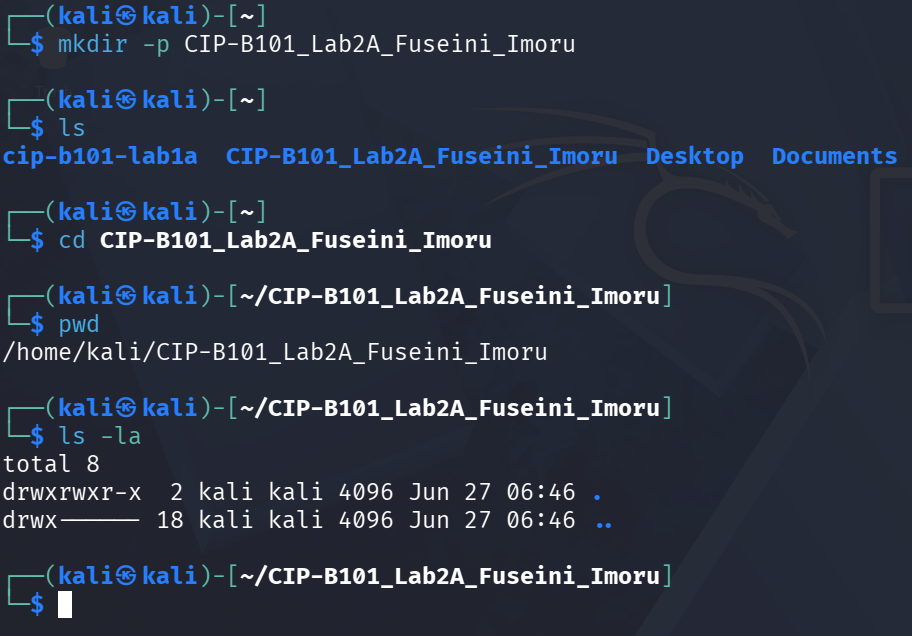 ┌──(kali㉿kali)-[~]
└─$ mkdir -p CIP-B101_Lab2A_Fuseini_Imoru
┌──(kali㉿kali)-[~]
└─$ ls
cip-b101-lab1a  CIP-B101_Lab2A_Fuseini_Imoru  Desktop  Documents
┌──(kali㉿kali)-[~]
└─$ cd CIP-B101_Lab2A_Fuseini_Imoru
┌──(kali㉿kali)-[~/CIP-B101_Lab2A_Fuseini_Imoru]
└─$ pwd
/home/kali/CIP-B101_Lab2A_Fuseini_Imoru
┌──(kali㉿kali)-[~/CIP-B101_Lab2A_Fuseini_Imoru]
└─$ ls -la
total 8
drwxrwxr-x  2 kali kali 4096 Jun 27 06:46 .
drwx------ 18 kali kali 4096 Jun 27 06:46 ..
┌──(kali㉿kali)-[~/CIP-B101_Lab2A_Fuseini_Imoru]
└─$